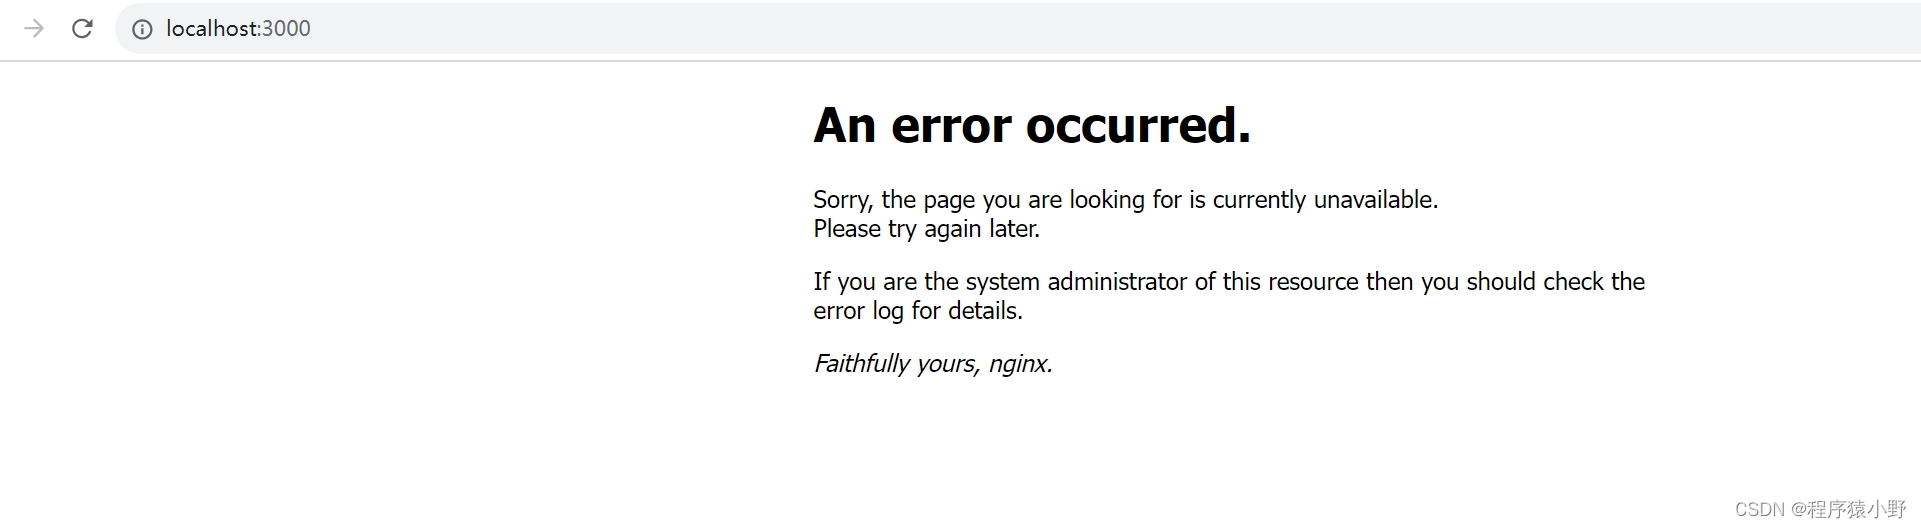 localhost:3000
An error occurred.
Sorry, the page you are looking for is currently unavailable.
Please try again later.
If you are the system administrator of this resource then you should check the
error log for details.
Faithfully yours, nginx.
CSDN @程序猿小野